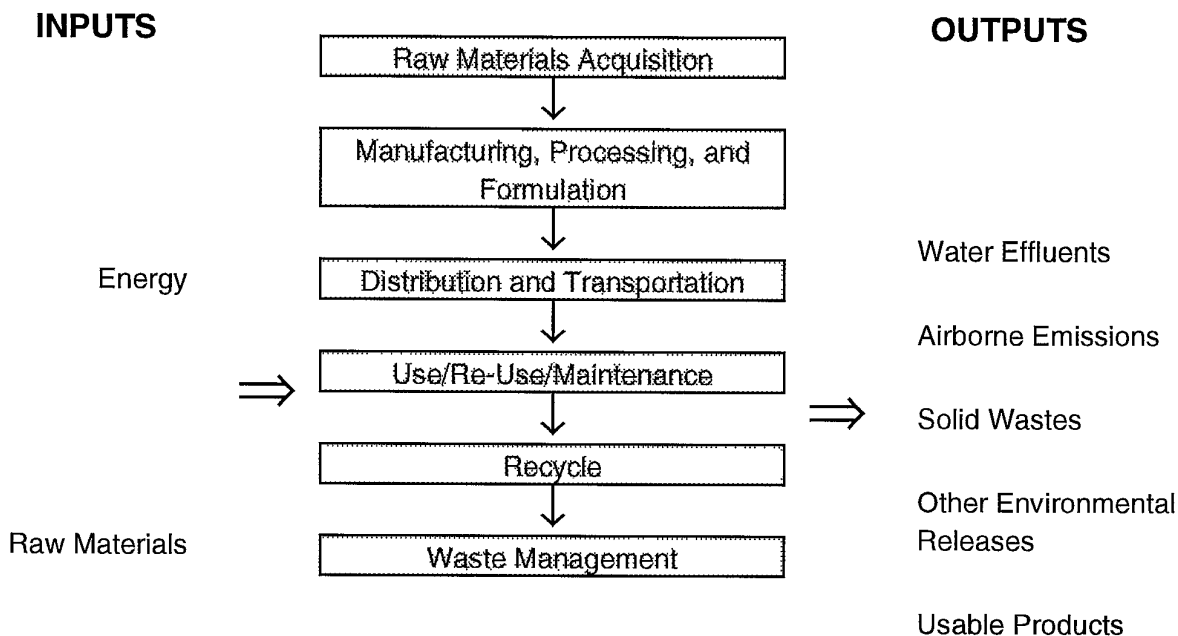 INPUTS
OUTPUTS
Raw Materials Acquisition
Manufacturing, Processing, and
Formulation
Energy
Distribution and Transportation
Use/Re-Use/Maintenance
Recycle
Raw Materials
Waste Management
Water Effluents
Airborne Emissions
Solid Wastes
Other Environmental
Releases
Usable Products